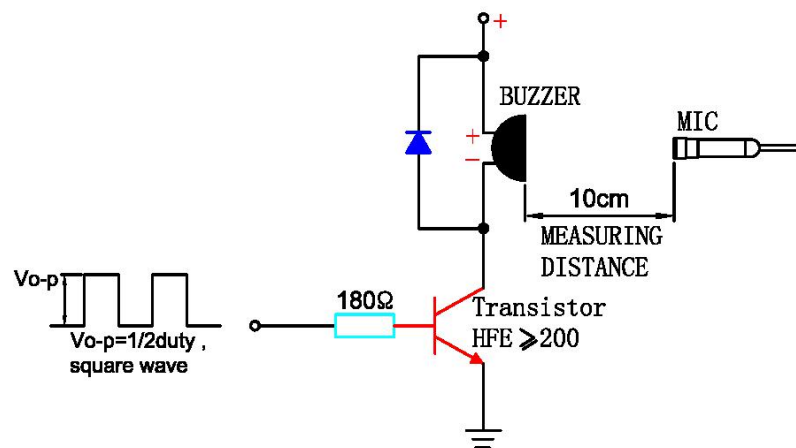 +
BUZZER
+
−
MIC
10cm
MEASURING
DISTANCE
Vo-p
180Ω
Transistor
HFE ≥200
Vo-p=1/2duty ,
square wave